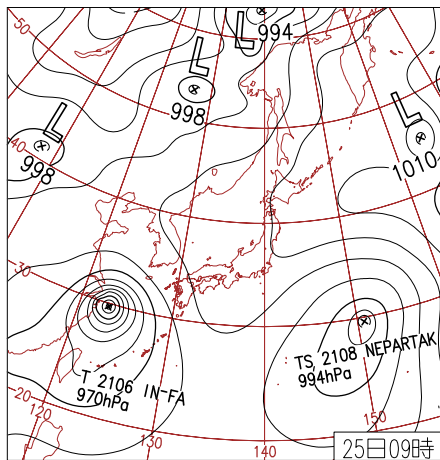 50
L
994
L
998
40
L
998
L
1010
30
T 2106 IN-FA
970hPa
TS 2108 NEPARTAK
994hPa
20
120
130
140
150
25日09時